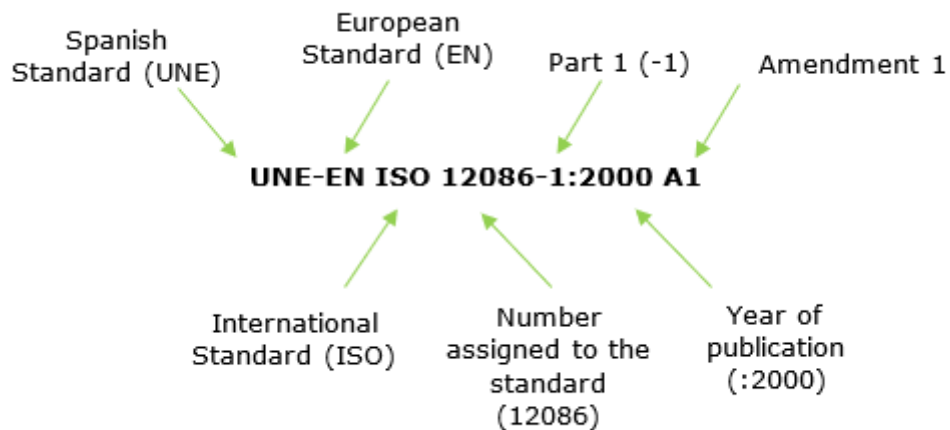 Spanish
Standard (UNE)
European
Standard (EN)
Part 1 (-1)
Amendment 1
UNE-EN ISO 12086-1:2000 A1
International
Standard (ISO)
Number
assigned to the
standard
(12086)
Year of
publication
(:2000)